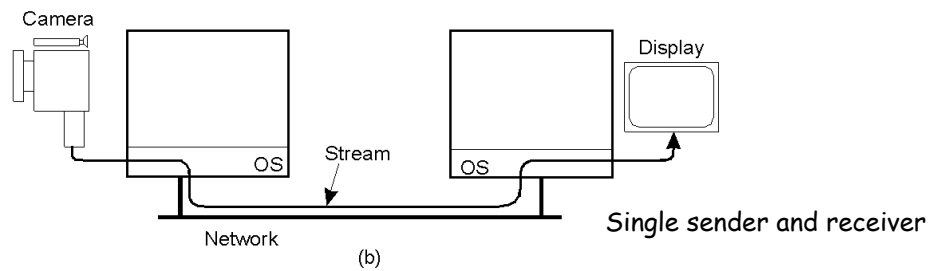 Camera
Display
OS
Stream
OS
Single sender and receiver
Network
(b)